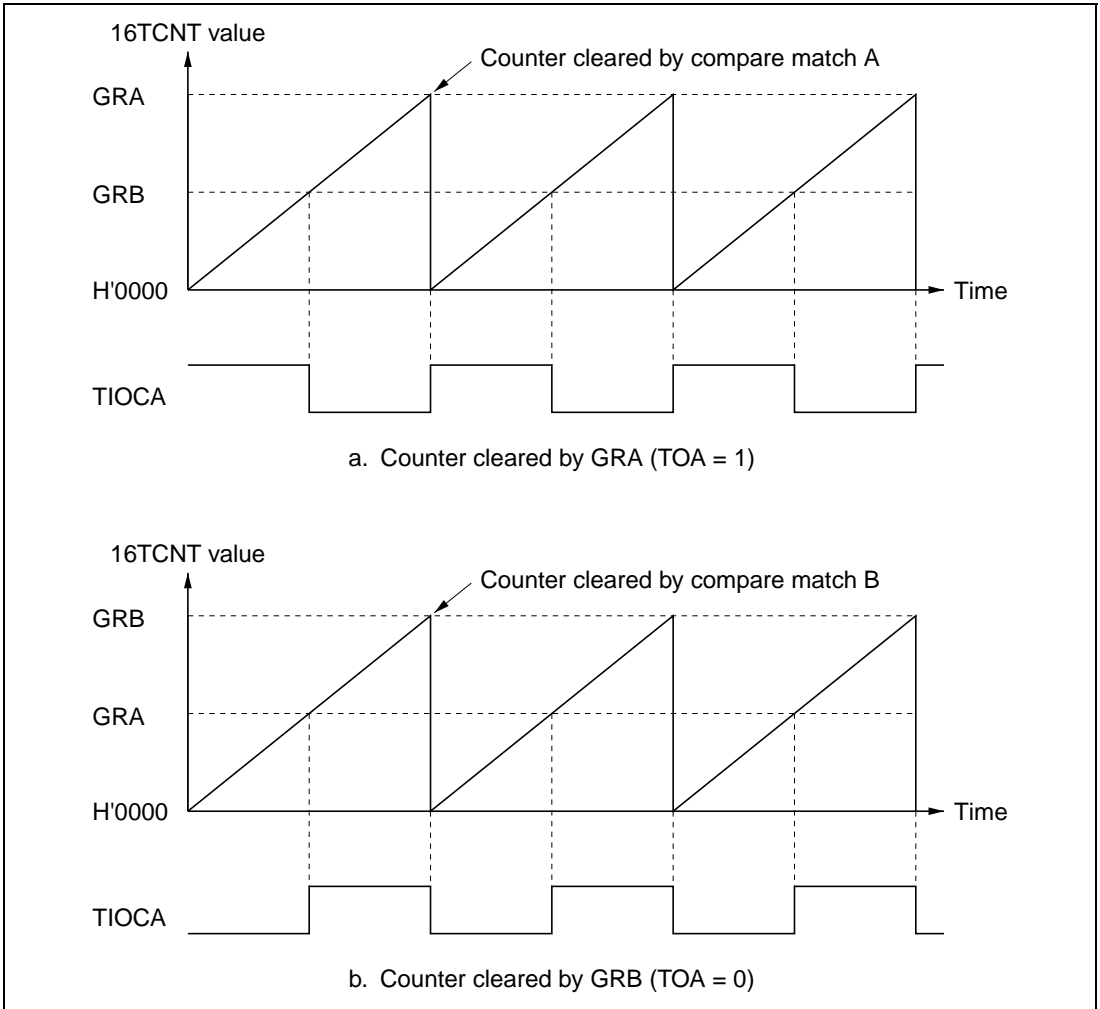 16TCNT value
Counter cleared by compare match A
GRA
GRB
H'0000
Time
TIOCA
a. Counter cleared by GRA (TOA = 1)
16TCNT value
Counter cleared by compare match B
GRB
GRA
H'0000
Time
TIOCA
b. Counter cleared by GRB (TOA = 0)